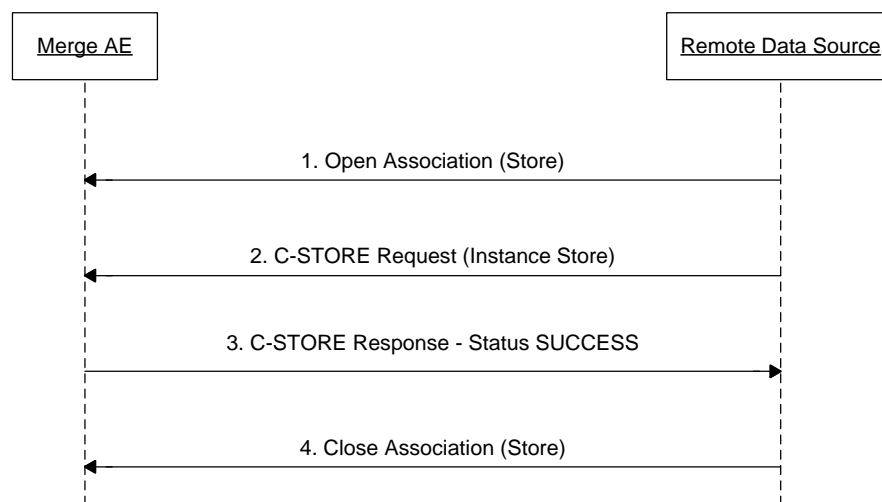 Merge AE
Remote Data Source
1. Open Association (Store)
2. C-STORE Request (Instance Store)
3. C-STORE Response - Status SUCCESS
4. Close Association (Store)